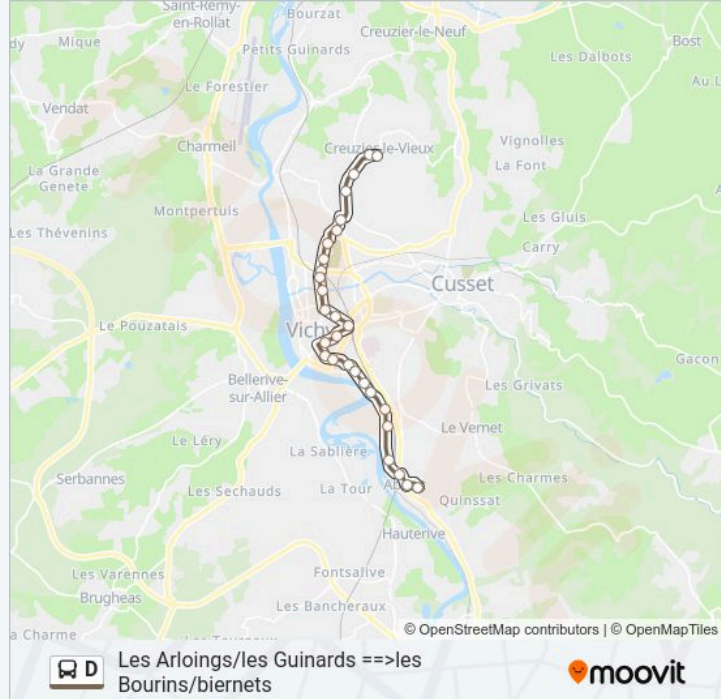 Saint-Rémy-
en-Rollat
Bourzat
Creuzier-le-Neuf
Bost
Mique
Petits Guinards
Les Dalbots
Le Forestier
Vendat
Charmeil
Creuzier-le-Vieux
Vignolles
La Font
La Grande
Genete
Montpertuis
Les Gluis
Les Thévenins
Carry
Cusset
Le Pouzatais
Vichy
Gacon
Bellerive-
sur-Allier
Les Grivats
Le Léry
Le Vernet
La Sablière
Serbannes
Les Sechauds
La Tour
Les Charmes
Quinssat
Hauterive
Fontsalive
Les Varennes
Brugheas
Les Bancheraux
a Charme
© OpenStreetMap contributors | © OpenMapTiles
D
Les Arloings/les Guinards ==>les
Bourins/biernets
moovit